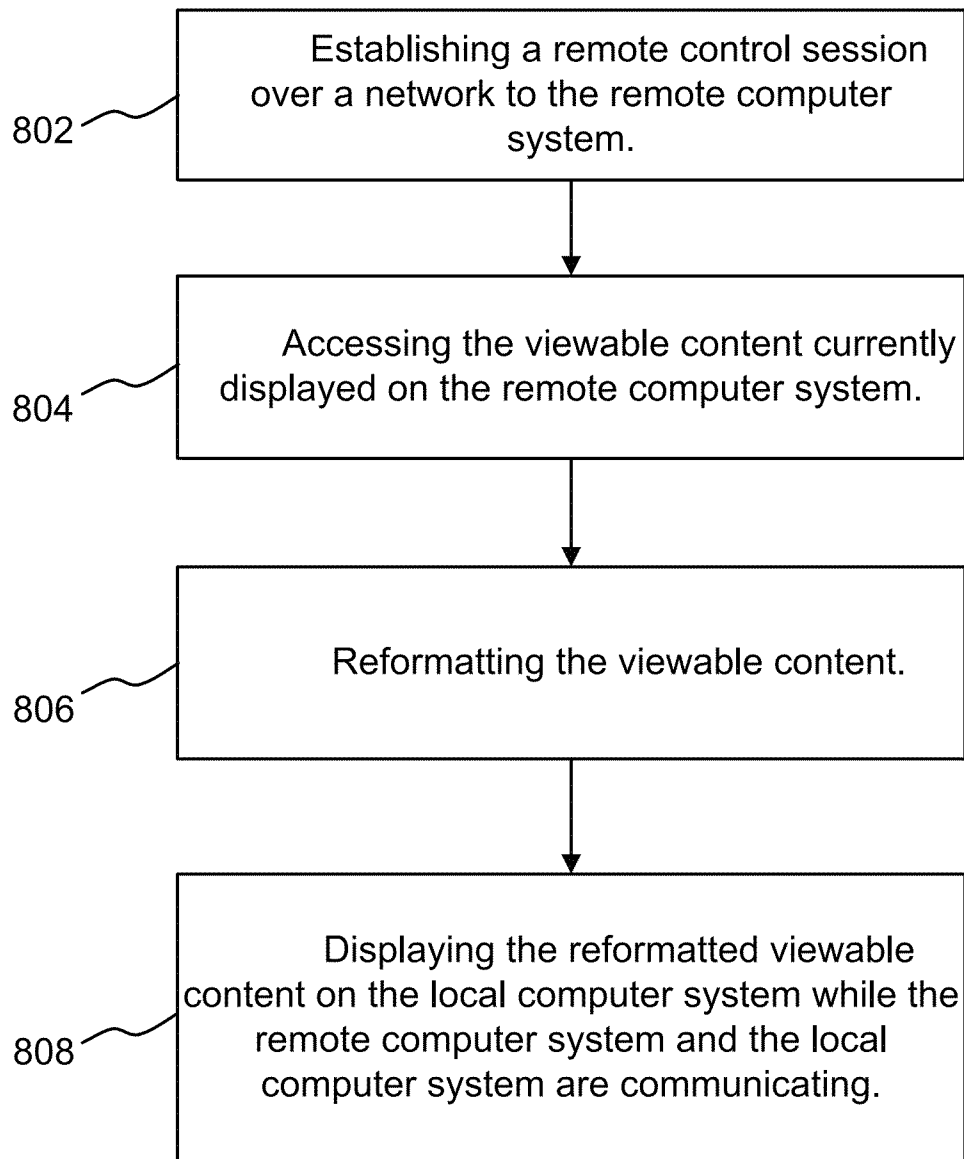 Establishing a remote control session
over a network to the remote computer
system.
802
Accessing the viewable content currently
displayed on the remote computer system.
804
Reformatting the viewable content.
806
Displaying the reformatted viewable
content on the local computer system while the
remote computer system and the local
computer system are communicating.
808